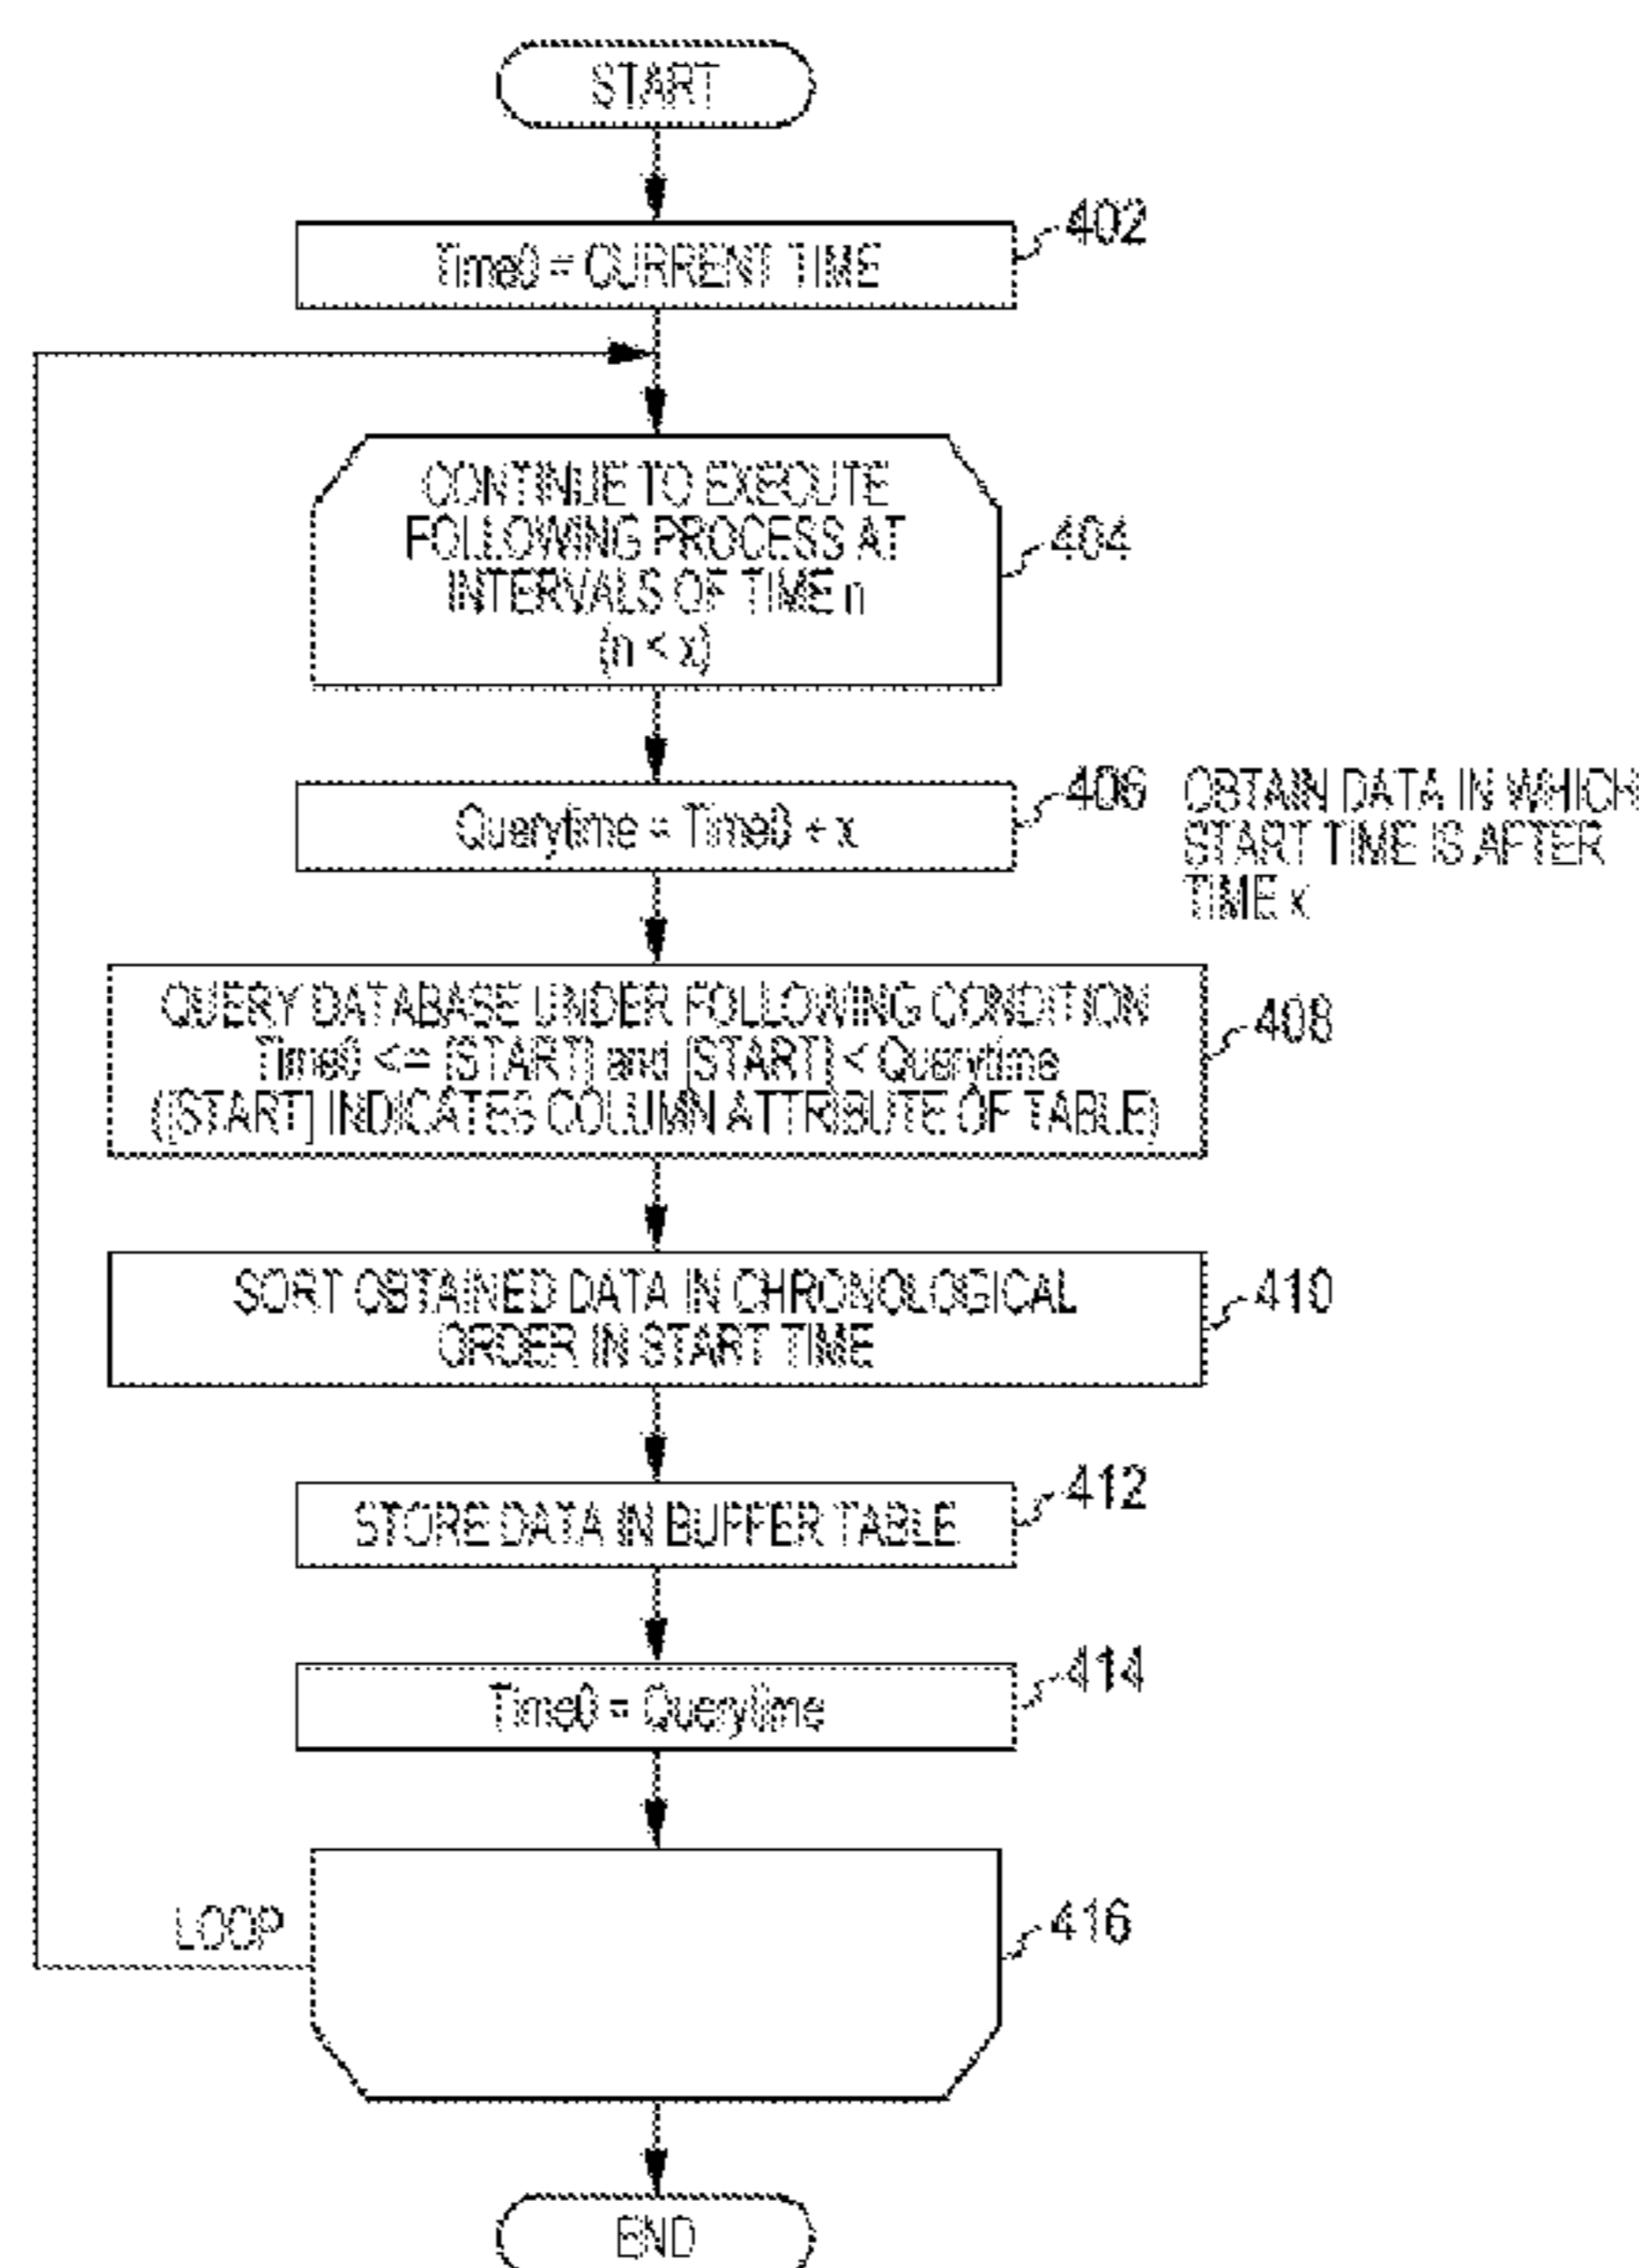 START
Time0 = CURRENT TIME
402
CONTINUE TO EXECUTE
FOLLOWING PROCESS AT
INTERVALS OF TIME n
(n < x)
404
Querytime = Time0 + x
406
OBTAIN DATA IN WHICH
START TIME IS AFTER
TIME x
QUERY DATABASE UNDER FOLLOWING CONDITION
Time0 <= [START] and [START] < Querytime
([START] INDICATES COLUMN ATTRIBUTE OF TABLE)
408
SORT OBTAINED DATA IN CHRONOLOGICAL
ORDER IN START TIME
410
STORE DATA IN BUFFER TABLE
412
Time0 = Querytime
414
LOOP
416
END